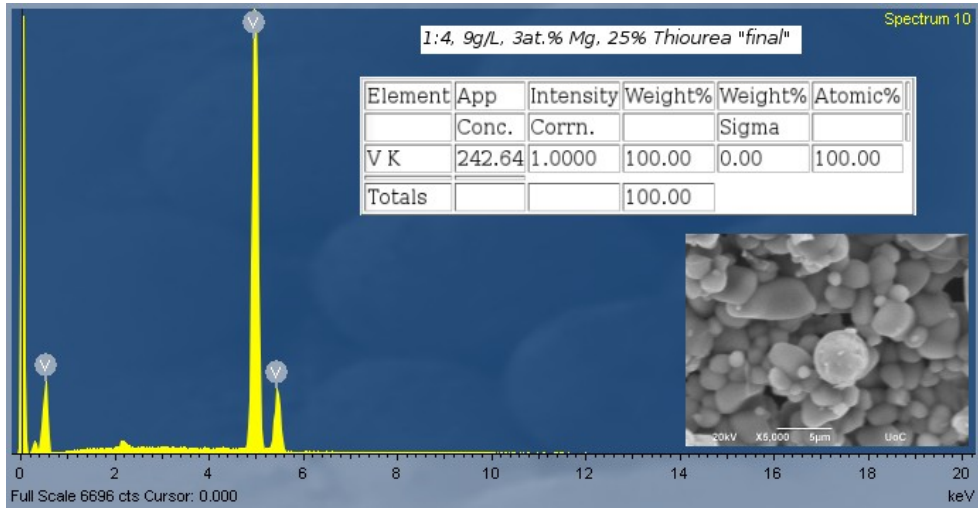 Spectrum 10
1:4, 9g/L, 3at.% Mg, 25% Thiourea "final"
Element App Intensity Weight% Weight% Atomic%
Conc. Corrn. Sigma
V K 242.64 1.0000 100.00 0.00 100.00
Totals 100.00
V
V
V
20kV X5,000 5µm UoC
0 2 4 6 8 10 12 14 16 18 20
Full Scale 6696 cts Cursor: 0.000 keV